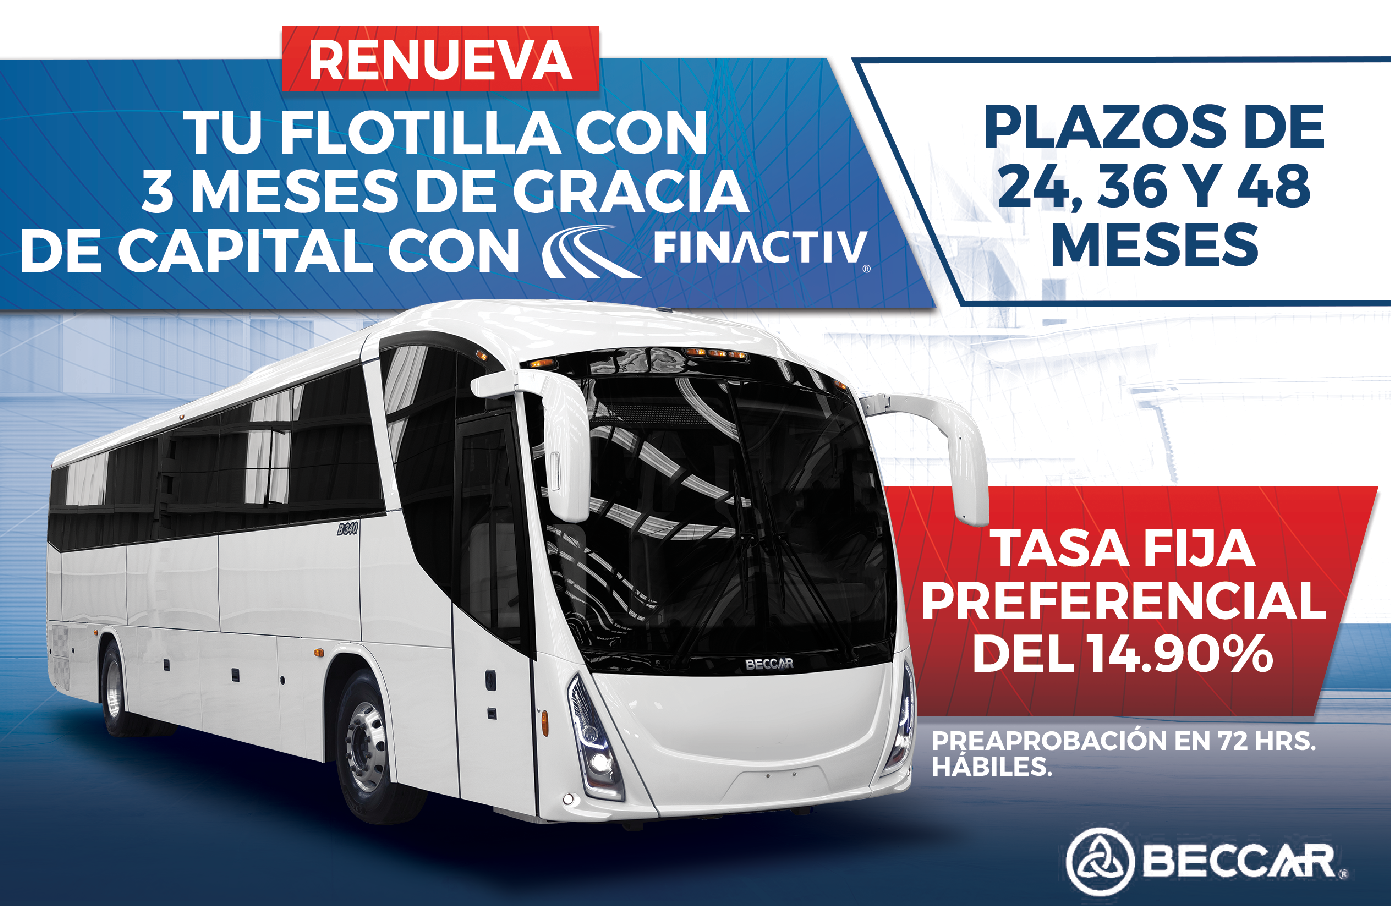 RENUEVA
TU FLOTILLA CON
3 MESES DE GRACIA
DE CAPITAL CON FINACTIV®
PLAZOS DE
24, 36 Y 48
MESES
BECCAR
TASA FIJA
PREFERENCIAL
DEL 14.90%
PREAPROBACIÓN EN 72 HRS.
HÁBILES.
BECCAR®